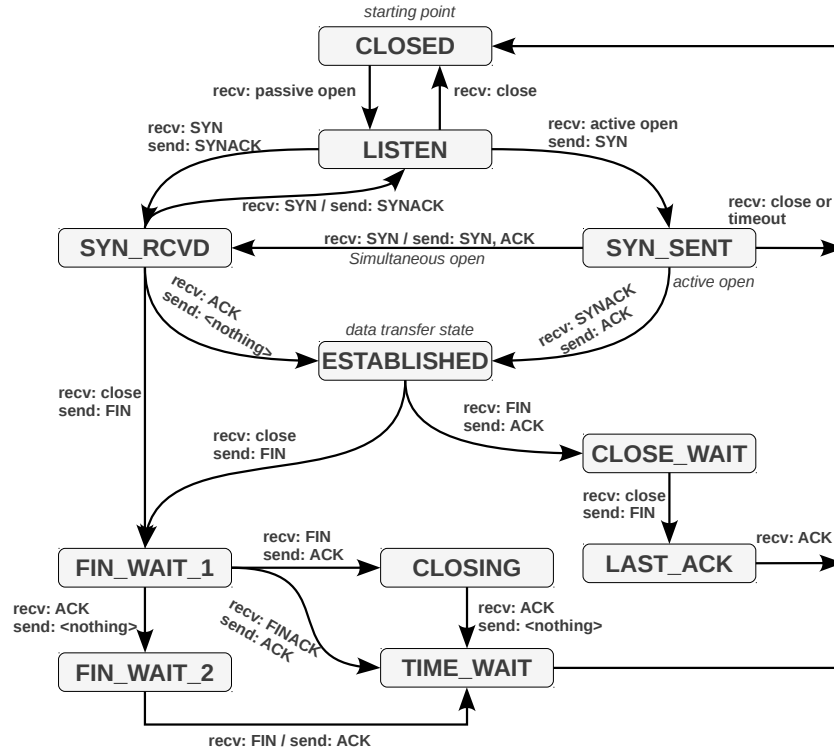 starting point
CLOSED
recv: passive open
recv: close
recv: SYN
send: SYNACK
LISTEN
recv: active open
send: SYN
recv: SYN / send: SYNACK
recv: close or
timeout
SYN_RCVD
recv: SYN / send: SYN, ACK
Simultaneous open
SYN_SENT
active open
recv: ACK
send: <nothing>
data transfer state
ESTABLISHED
recv: SYNACK
send: ACK
recv: close
send: FIN
recv: close
send: FIN
recv: FIN
send: ACK
CLOSE_WAIT
recv: close
send: FIN
FIN_WAIT_1
recv: FIN
send: ACK
CLOSING
LAST_ACK
recv: ACK
recv: ACK
send: <nothing>
recv: FINACK
send: ACK
recv: ACK
send: <nothing>
FIN_WAIT_2
TIME_WAIT
recv: FIN / send: ACK